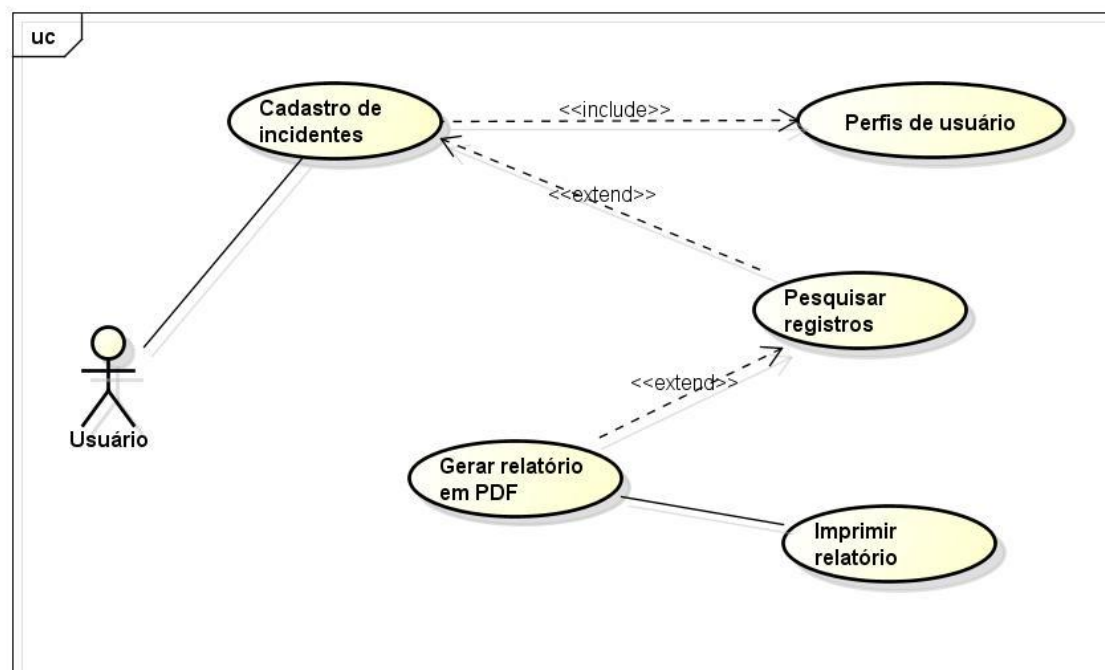 uc
Cadastro de
incidentes
<<include>>
Perfis de usuário
<<extend>>
Pesquisar
registros
<<extend>>
Usuário
Gerar relatório
em PDF
Imprimir
relatório